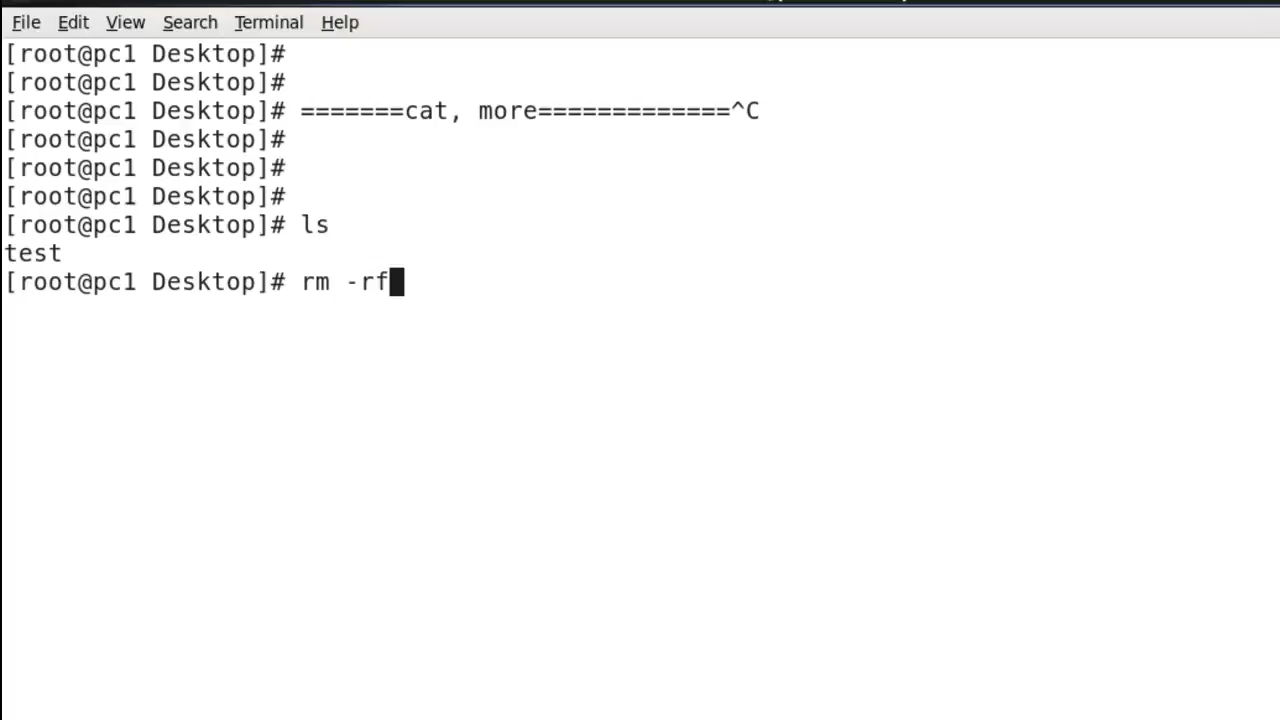 File Edit View Search Terminal Help
[root@pc1 Desktop]#
[root@pc1 Desktop]#
[root@pc1 Desktop]# =======cat, more=============^C
[root@pc1 Desktop]#
[root@pc1 Desktop]#
[root@pc1 Desktop]#
[root@pc1 Desktop]# ls
test
[root@pc1 Desktop]# rm -rf